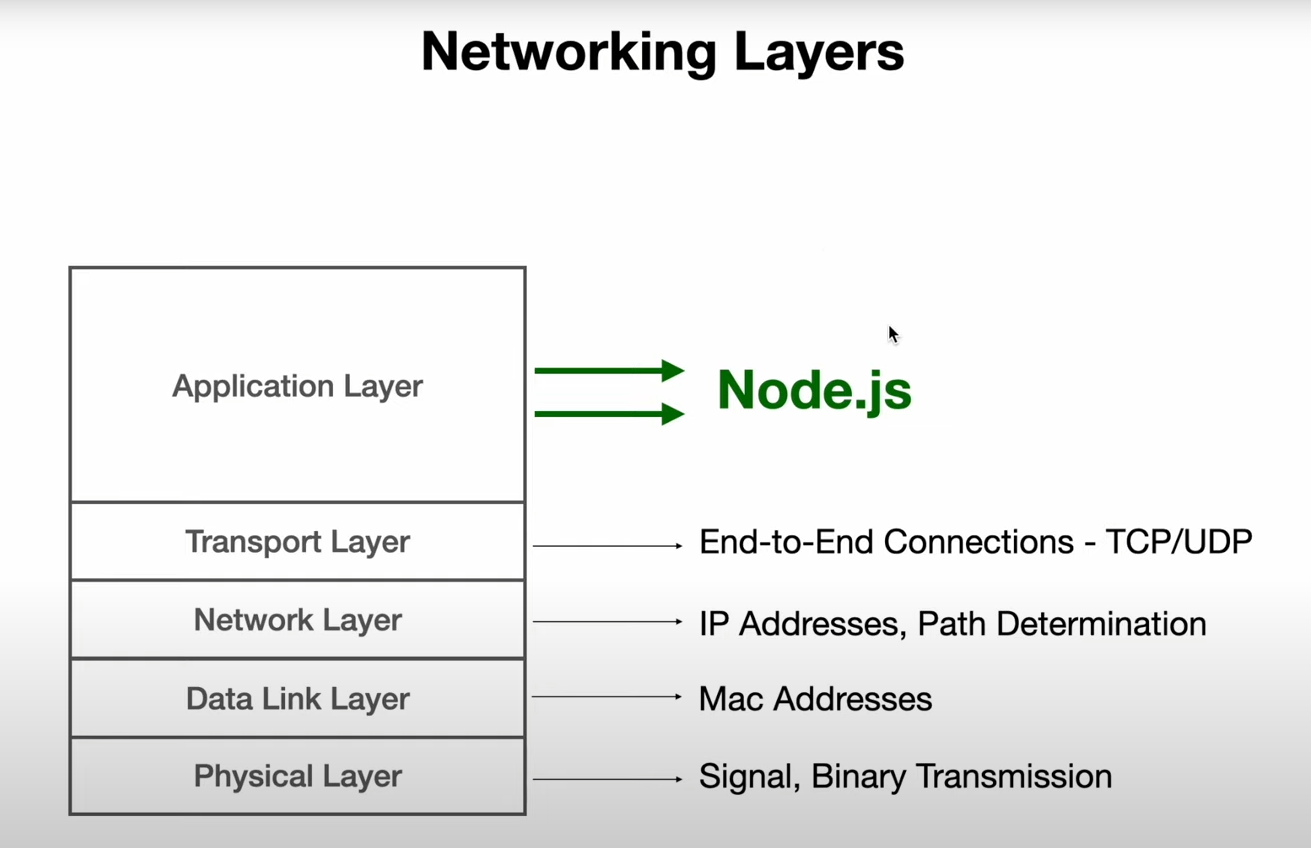 Networking Layers
Application Layer
Node.js
Transport Layer
End-to-End Connections - TCP/UDP
Network Layer
IP Addresses, Path Determination
Data Link Layer
Mac Addresses
Physical Layer
Signal, Binary Transmission